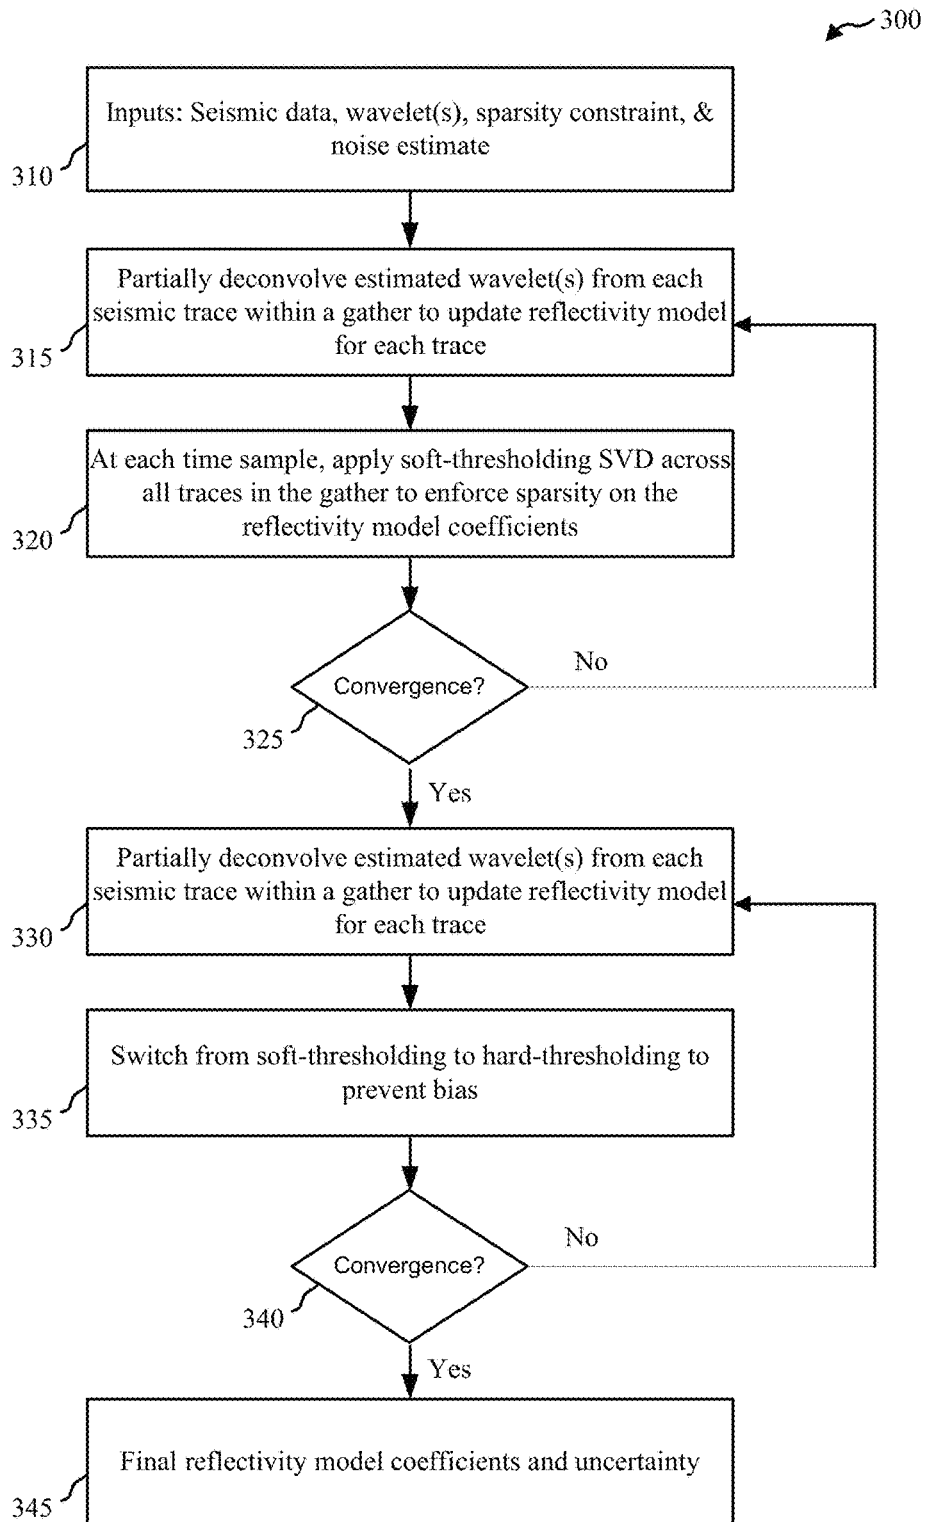 300
Inputs: Seismic data, wavelet(s), sparsity constraint, &
noise estimate
310
Partially deconvolve estimated wavelet(s) from each
seismic trace within a gather to update reflectivity model
for each trace
315
At each time sample, apply soft-thresholding SVD across
all traces in the gather to enforce sparsity on the
reflectivity model coefficients
320
Convergence?
No
325
Yes
Partially deconvolve estimated wavelet(s) from each
seismic trace within a gather to update reflectivity model
for each trace
330
Switch from soft-thresholding to hard-thresholding to
prevent bias
335
Convergence?
No
340
Yes
Final reflectivity model coefficients and uncertainty
345